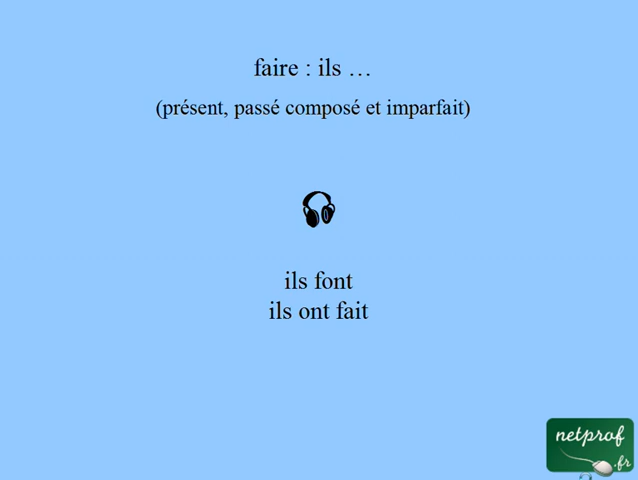 faire : ils …
(présent, passé composé et imparfait)
ils font
ils ont fait
netprof
.fr